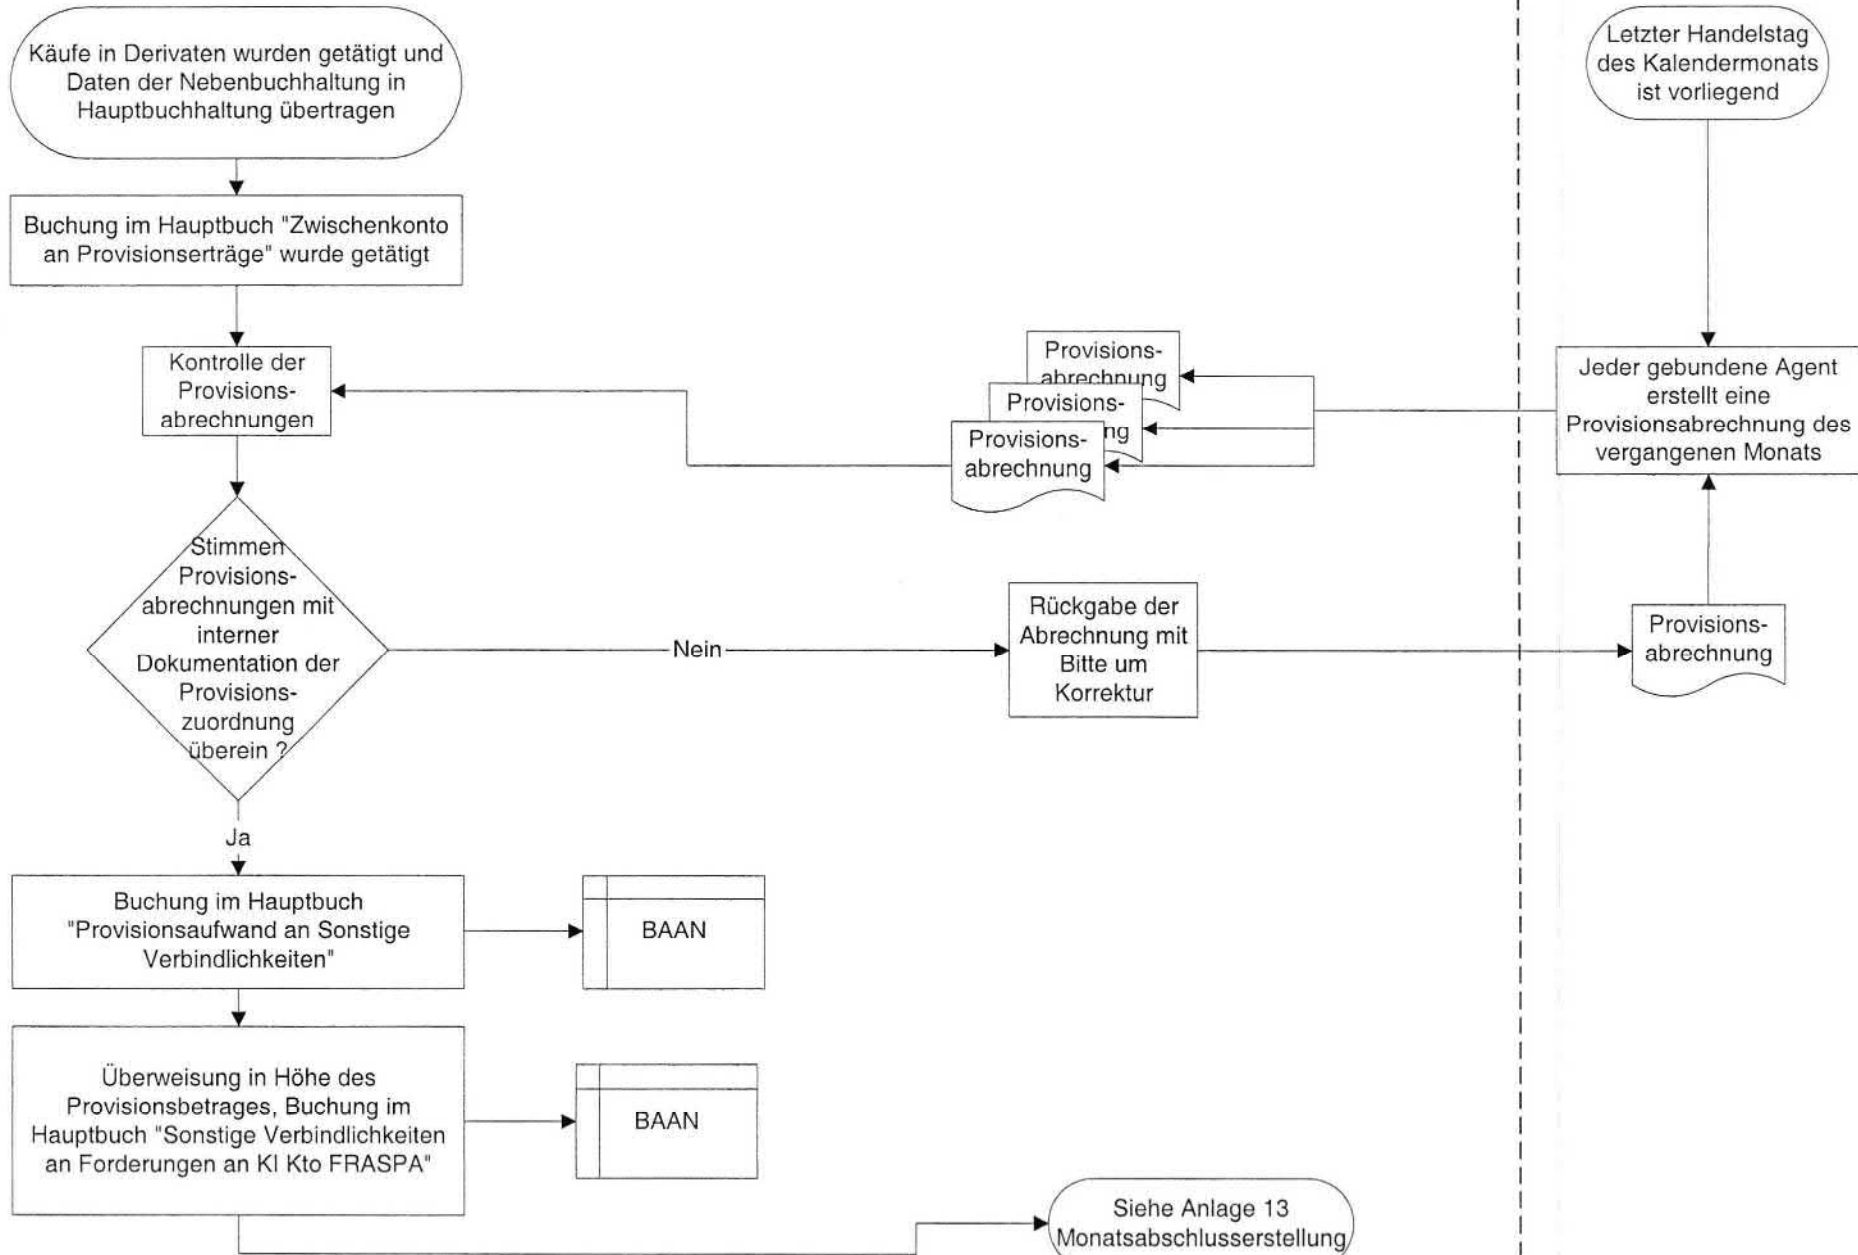 Käufe in Derivaten wurden getätigt und
Daten der Nebenbuchhaltung in
Hauptbuchhaltung übertragen
Letzter Handelstag
des Kalendermonats
ist vorliegend
Buchung im Hauptbuch "Zwischenkonto
an Provisionserträge" wurde getätigt
Kontrolle der
Provisions-
abrechnungen
Provisions-
abrechnung
Provisions-
ng
Provisions-
abrechnung
Jeder gebundene Agent
erstellt eine
Provisionsabrechnung des
vergangenen Monats
Stimmen
Provisions-
abrechnungen mit
interner
Dokumentation der
Provisions-
zuordnung
überein ?
Nein
Rückgabe der
Abrechnung mit
Bitte um
Korrektur
Provisions-
abrechnung
Ja
Buchung im Hauptbuch
"Provisionsaufwand an Sonstige
Verbindlichkeiten"
BAAN
Überweisung in Höhe des
Provisionsbetrages, Buchung im
Hauptbuch "Sonstige Verbindlichkeiten
an Forderungen an KI Kto FRASPA"
BAAN
Siehe Anlage 13
Monatsabschlusserstellung